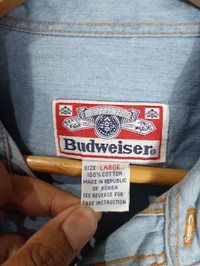 Budweiser®
SIZE LARGE
100% COTTON
MADE IN REPUBLIC
OF KOREA
SEE REVERSE FOR
CARE INSTRUCTION